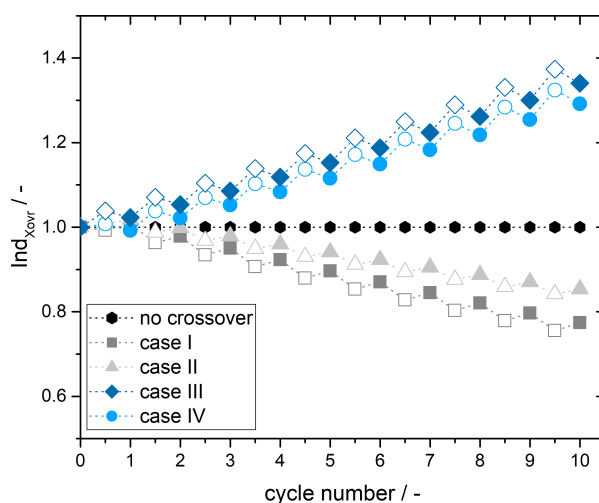 Ind_Xovr / -
1.4
1.2
1.0
0.8
0.6
no crossover
case I
case II
case III
case IV
0 1 2 3 4 5 6 7 8 9 10
cycle number / -